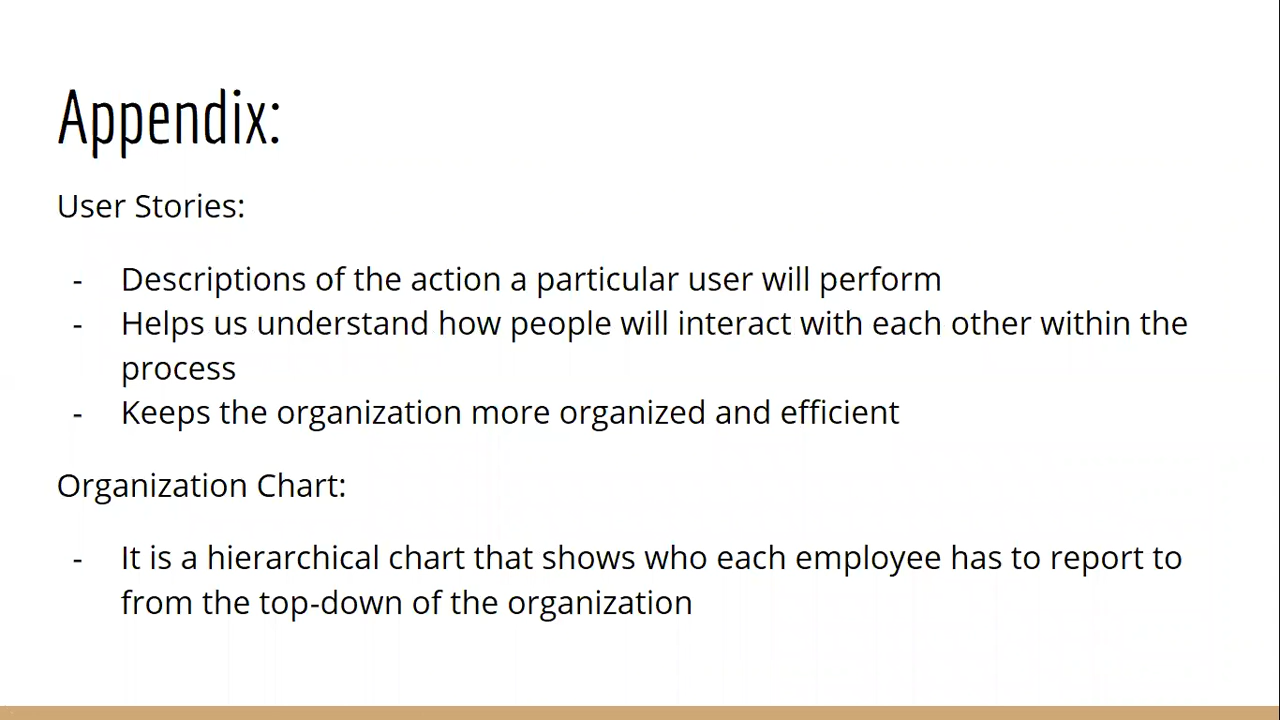 Appendix:
User Stories:
- Descriptions of the action a particular user will perform
- Helps us understand how people will interact with each other within the
process
- Keeps the organization more organized and efficient
Organization Chart:
- It is a hierarchical chart that shows who each employee has to report to
from the top-down of the organization